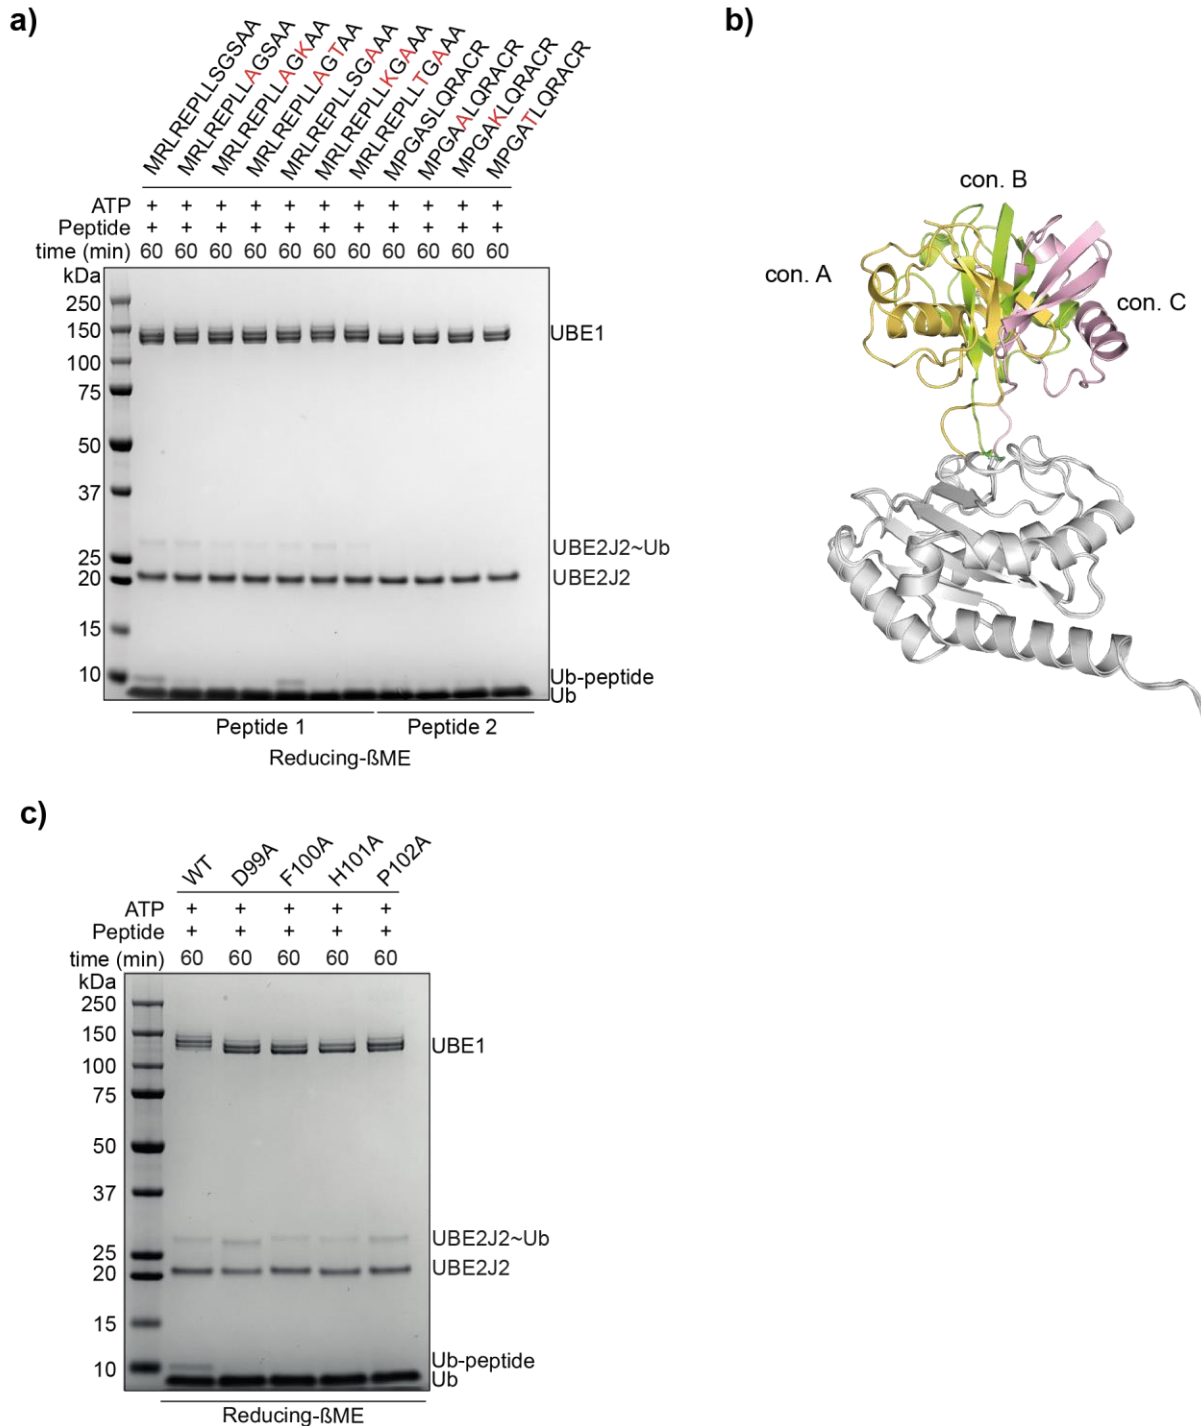 a)
MRLREPLLSGSAA
MRLREPLLAGSAA
MRLREPLLAGKAA
MRLREPLLAGTAA
MRLREPLLSGAAA
MRLREPLLKGAAA
MRLREPLLTGAAA
MPGASLQRACR
MPGAALQRACR
MPGAKLQRACR
MPGATLQRACR
ATP + + + + + + + + + + +
Peptide + + + + + + + + + + +
time (min) 60 60 60 60 60 60 60 60 60 60 60
kDa
250
150
100
75
50
37
25
20
15
10
UBE1
UBE2J2~Ub
UBE2J2
Ub-peptide
Ub
Peptide 1 Peptide 2
Reducing-ßME
b)
con. B
con. A
con. C
c)
WT D99A F100A H101A P102A
ATP + + + + +
Peptide + + + + +
time (min) 60 60 60 60 60
kDa
250
150
100
75
50
37
25
20
15
10
UBE1
UBE2J2~Ub
UBE2J2
Ub-peptide
Ub
Reducing-ßME